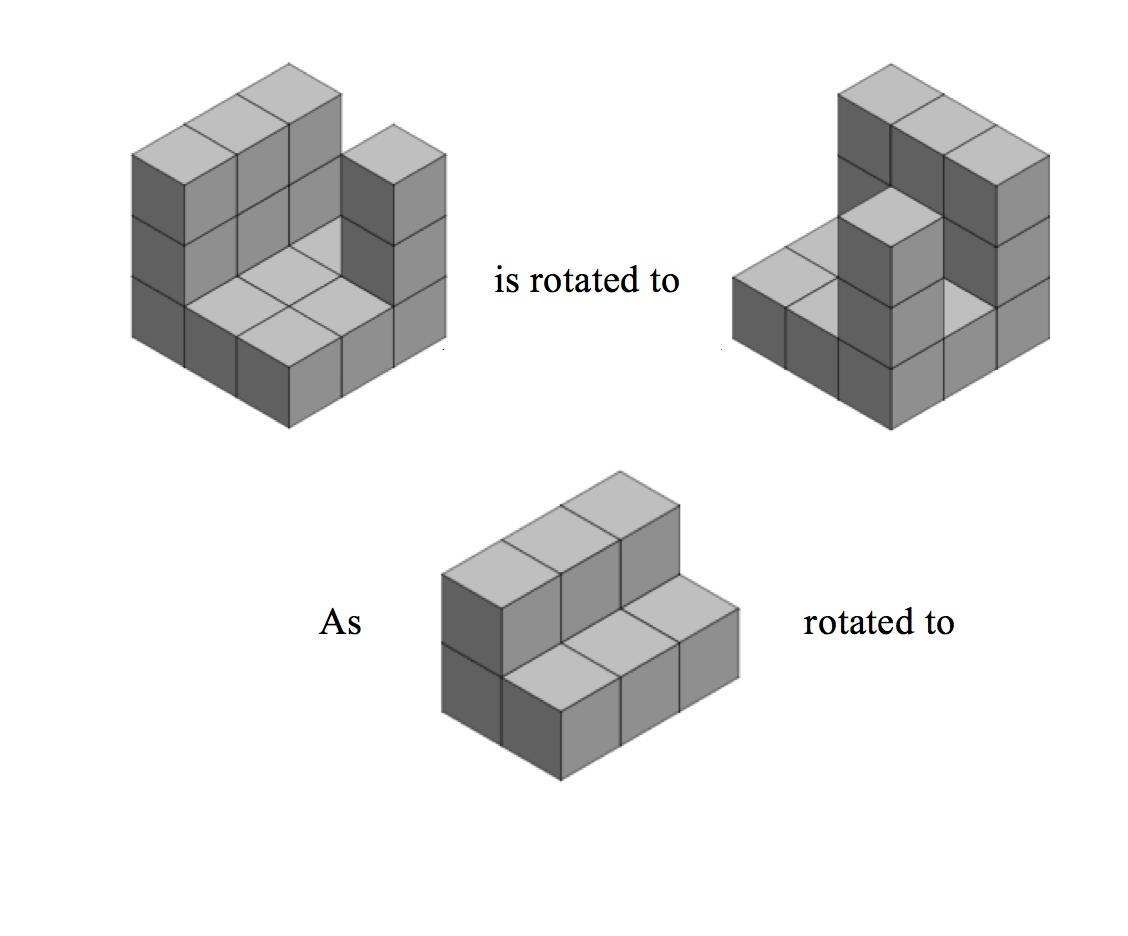 is rotated to
As
rotated to